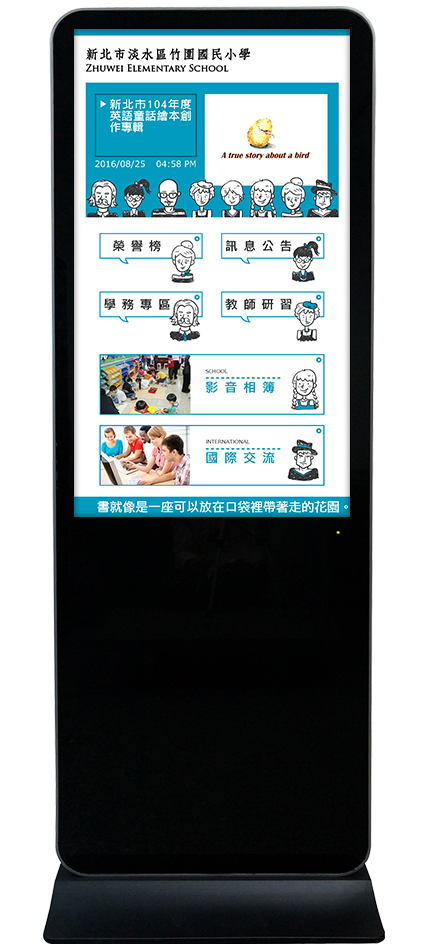 新北市淡水區竹圍國民小學
ZHUWEI ELEMENTARY SCHOOL
新北市104年度
英語童話繪本創
作專輯
2016/08/25 04:58 PM
A true story about a bird
榮譽榜
訊息公告
學務專區
教師研習
SCHOOL
影音相簿
INTERNATIONAL
國際交流
書就像是一座可以放在口袋裡帶著走的花園。